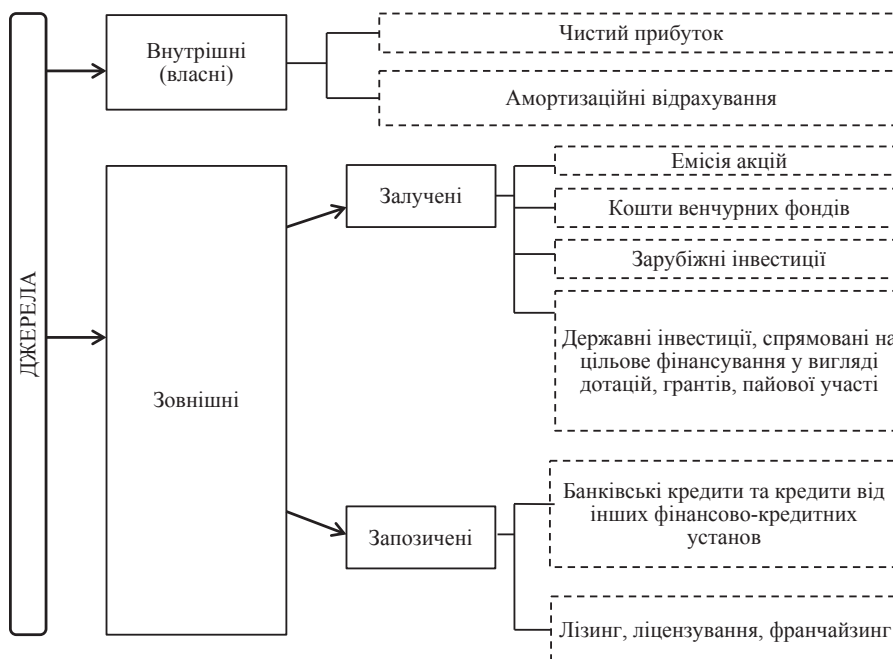 ДЖЕРЕЛА
Внутрішні
(власні)
Чистий прибуток
Амортизаційні відрахування
Зовнішні
Залучені
Емісія акцій
Кошти венчурних фондів
Зарубіжні інвестиції
Державні інвестиції, спрямовані на
цільове фінансування у вигляді
дотацій, грантів, пайової участі
Запозичені
Банківські кредити та кредити від
інших фінансово-кредитних
установ
Лізинг, ліцензування, франчайзинг